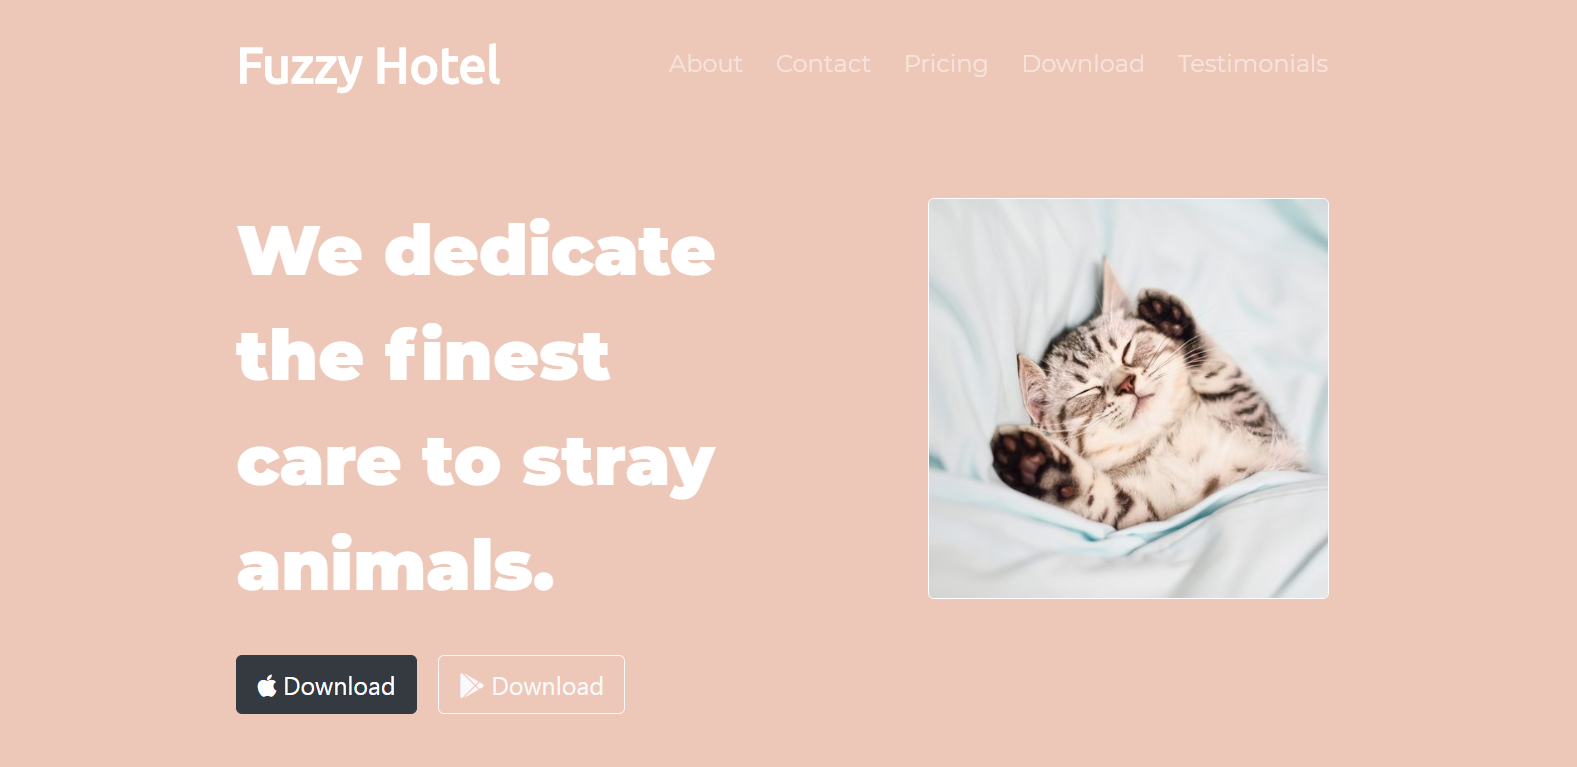 Fuzzy Hotel
About Contact Pricing Download Testimonials
We dedicate
the finest
care to stray
animals.
Download Download